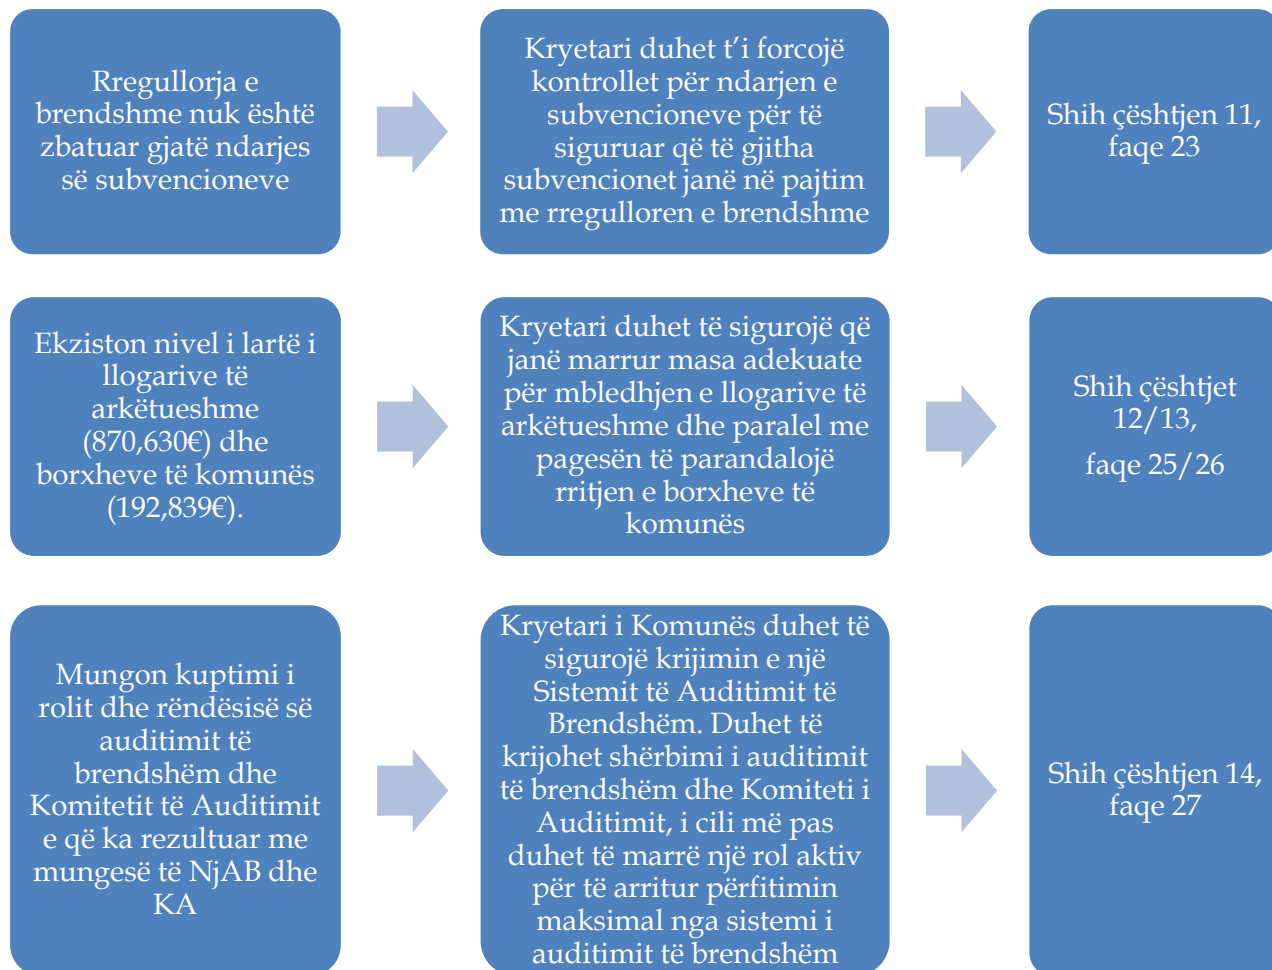 Rregullorja e
brendshme nuk është
zbatuar gjatë ndarjes
së subvencioneve
Kryetari duhet t’i forcojë
kontrollet për ndarjen e
subvencioneve për të
siguruar që të gjitha
subvencionet janë në pajtim
me rregulloren e brendshme
Shih çështjen 11,
faqe 23
Ekziston nivel i lartë i
llogarive të
arkëtueshme
(870,630€) dhe
borxheve të komunës
(192,839€).
Kryetari duhet të sigurojë që
janë marrur masa adekuate
për mbledhjen e llogarive të
arkëtueshme dhe paralel me
pagesën të parandalojë
rritjen e borxheve të
komunës
Shih çështjet
12/13,
faqe 25/26
Mungon kuptimi i
rolit dhe rëndësisë së
auditimit të
brendshëm dhe
Komitetit të Auditimit
e që ka rezultuar me
mungesë të NjAB dhe
KA
Kryetari i Komunës duhet të
sigurojë krijimin e një
Sistemit të Auditimit të
Brendshëm. Duhet të
krijohet shërbimi i auditimit
të brendshëm dhe Komiteti i
Auditimit, i cili më pas
duhet të marrë një rol aktiv
për të arritur përfitimin
maksimal nga sistemi i
auditimit të brendshëm
Shih çështjen 14,
faqe 27